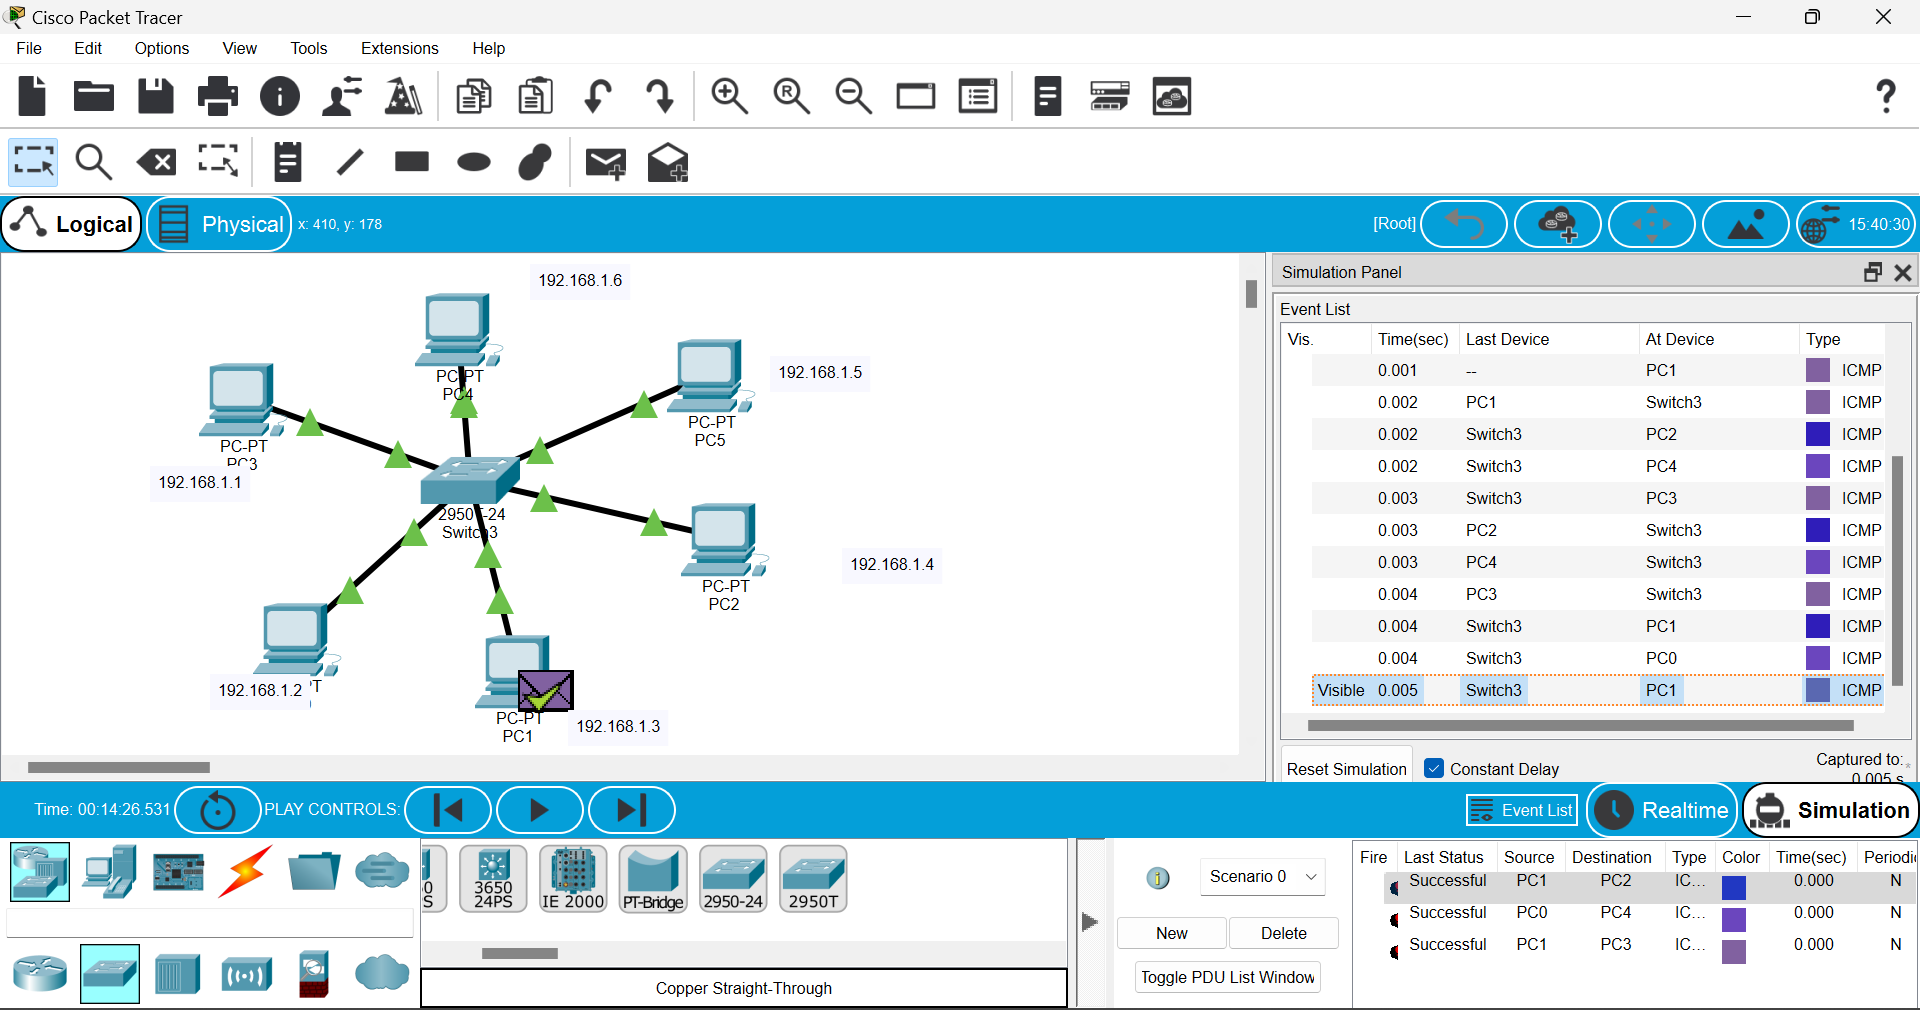 Cisco Packet Tracer
File Edit Options View Tools Extensions Help
Logical Physical x: 410, y: 178 [Root] 15:40:30
192.168.1.6
PC-PT
PC4
192.168.1.5
PC-PT
PC5
PC-PT
PC3
192.168.1.1
2950T-24
Switch3
192.168.1.4
PC-PT
PC2
192.168.1.2
PC-PT
PC1
192.168.1.3
Simulation Panel
Event List
Vis. Time(sec) Last Device At Device Type
0.001 -- PC1 ICMP
0.002 PC1 Switch3 ICMP
0.002 Switch3 PC2 ICMP
0.002 Switch3 PC4 ICMP
0.003 Switch3 PC3 ICMP
0.003 PC2 Switch3 ICMP
0.003 PC4 Switch3 ICMP
0.004 PC3 Switch3 ICMP
0.004 Switch3 PC1 ICMP
0.004 Switch3 PC0 ICMP
Visible 0.005 Switch3 PC1 ICMP
Reset Simulation Constant Delay Captured to:*
0.005 s
Time: 00:14:26.531 PLAY CONTROLS: Event List Realtime Simulation
3650
24PS
IE 2000
PT-Bridge
2950-24
2950T
Copper Straight-Through
Scenario 0
New Delete
Toggle PDU List Window
Fire Last Status Source Destination Type Color Time(sec) Periodi
Successful PC1 PC2 IC... 0.000 N
Successful PC0 PC4 IC... 0.000 N
Successful PC1 PC3 IC... 0.000 N